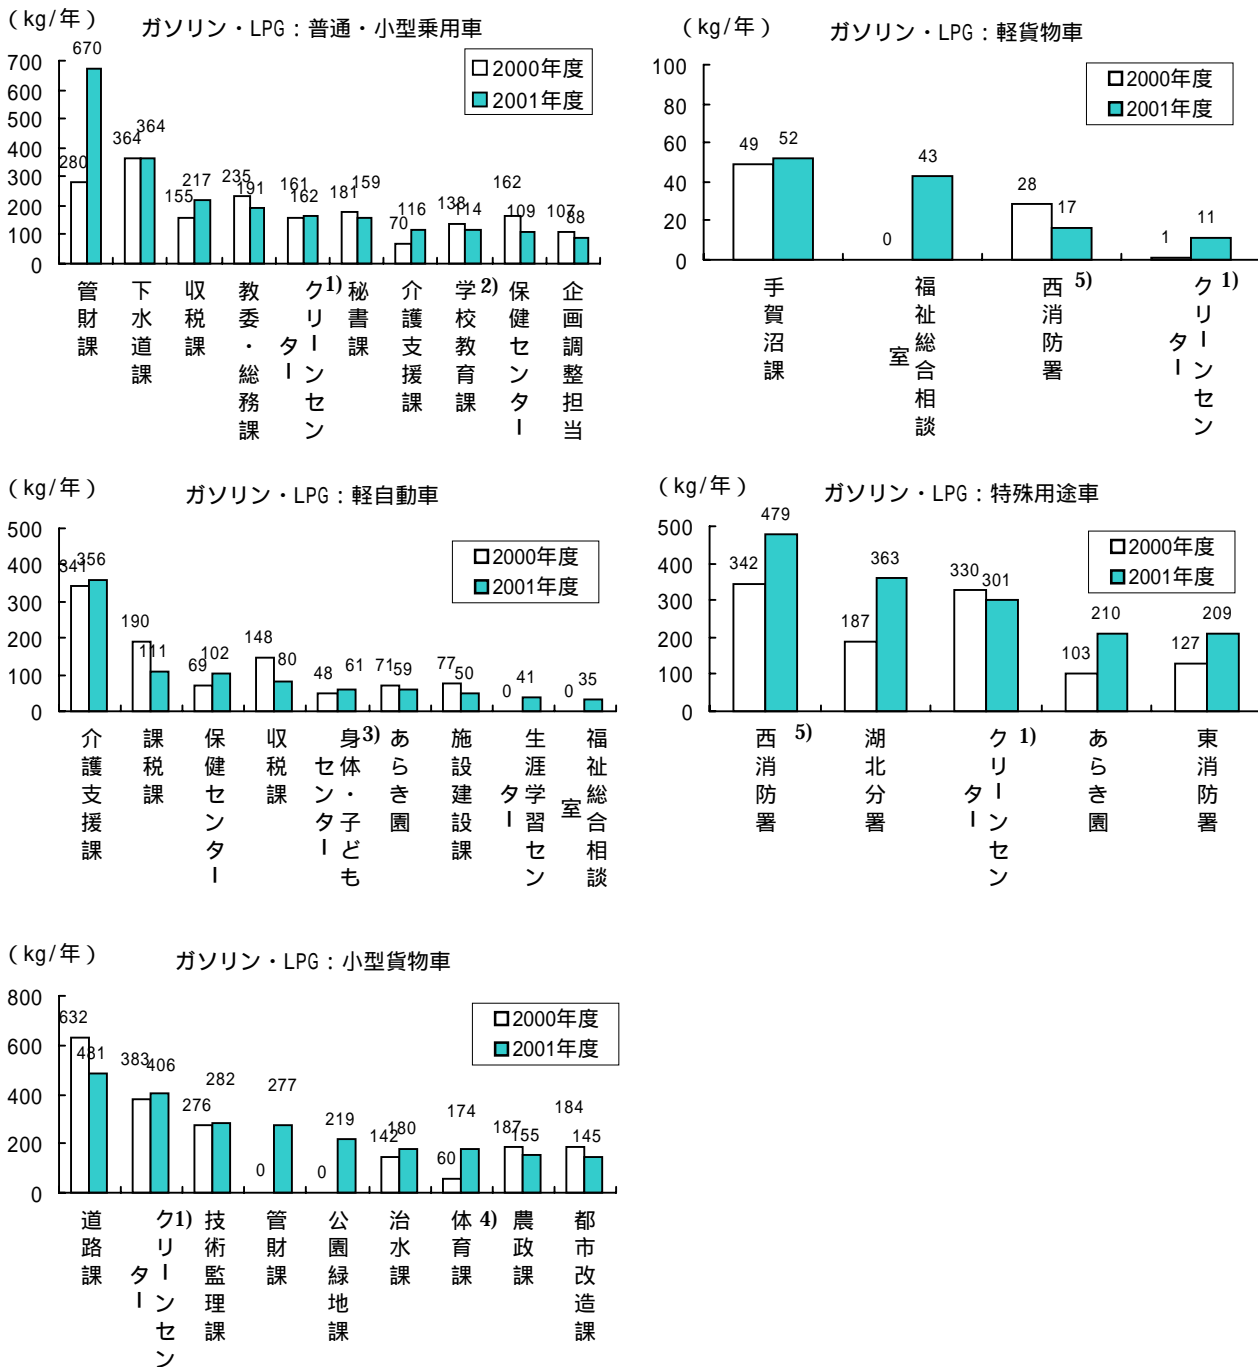 (kg/年)
ガソリン・LPG：普通・小型乗用車
700
600
500
400
300
200
100
0
2000年度
2001年度
280
670
364
364
155
217
235
191
161
162
181
159
70
116
138
114
162
109
107
88
管財課
下水道課
収税課
教委・総務課
クリーンセンター 1)
秘書課
介護支援課
学校教育課 2)
保健センター
企画調整担当
(kg/年)
ガソリン・LPG：軽貨物車
100
80
60
40
20
0
2000年度
2001年度
49
52
0
43
28
17
1
11
手賀沼課
福祉総合相談室
西消防署 5)
クリーンセンター 1)
(kg/年)
ガソリン・LPG：軽自動車
500
400
300
200
100
0
2000年度
2001年度
341
356
190
111
69
102
148
80
48
61
71
59
77
50
0
41
0
35
介護支援課
課税課
保健センター
収税課
身体・子どもセンター 3)
あらき園
施設建設課
生涯学習センター
福祉総合相談室
(kg/年)
ガソリン・LPG：特殊用途車
500
400
300
200
100
0
2000年度
2001年度
342
479
187
363
330
301
103
210
127
209
西消防署 5)
湖北分署
クリーンセンター 1)
あらき園
東消防署
(kg/年)
ガソリン・LPG：小型貨物車
800
600
400
200
0
2000年度
2001年度
632
481
383
406
276
282
0
277
0
219
142
180
60
174
187
155
184
145
道路課
クリーンセンター 1)
技術監理課
管財課
公園緑地課
治水課
体育課 4)
農政課
都市改造課